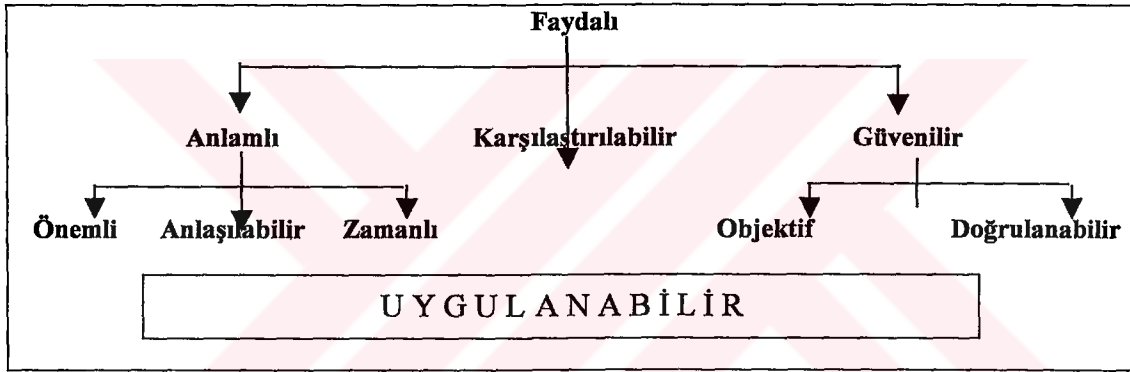 Faydalı
Anlamlı Karşılaştırılabilir Güvenilir
Önemli Anlaşılabilir Zamanlı Objektif Doğrulanabilir
UYGULANABİLİR